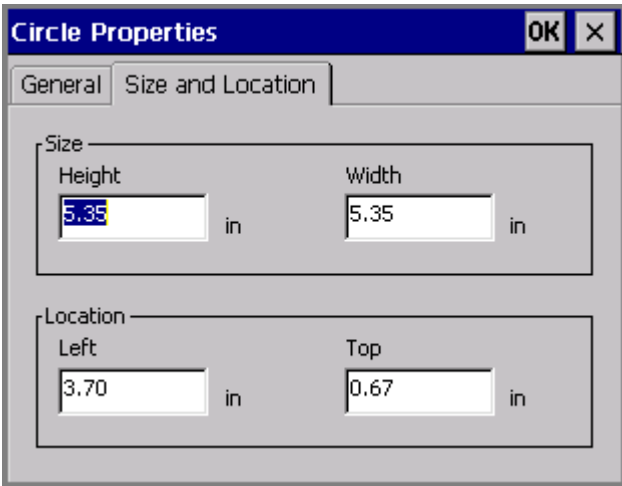 Circle Properties OK ×
General Size and Location
Size
Height Width
5.35 in 5.35 in
Location
Left Top
3.70 in 0.67 in